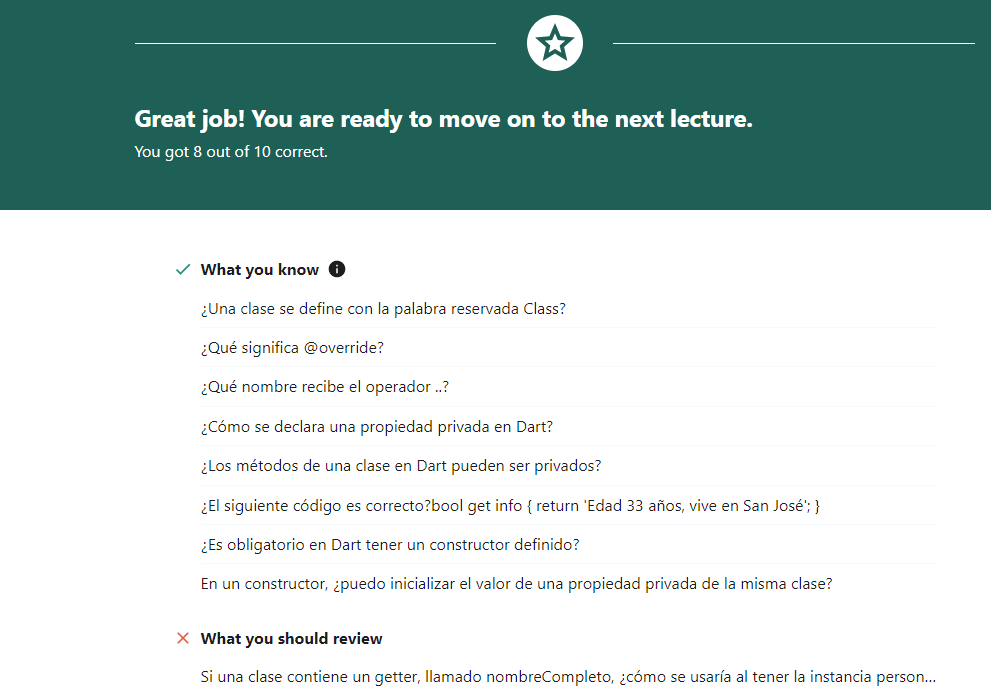 Great job! You are ready to move on to the next lecture.
You got 8 out of 10 correct.
What you know
¿Una clase se define con la palabra reservada Class?
¿Qué significa @override?
¿Qué nombre recibe el operador ..?
¿Cómo se declara una propiedad privada en Dart?
¿Los métodos de una clase en Dart pueden ser privados?
¿El siguiente código es correcto?bool get info { return 'Edad 33 años, vive en San José'; }
¿Es obligatorio en Dart tener un constructor definido?
En un constructor, ¿puedo inicializar el valor de una propiedad privada de la misma clase?
What you should review
Si una clase contiene un getter, llamado nombreCompleto, ¿cómo se usaría al tener la instancia person...